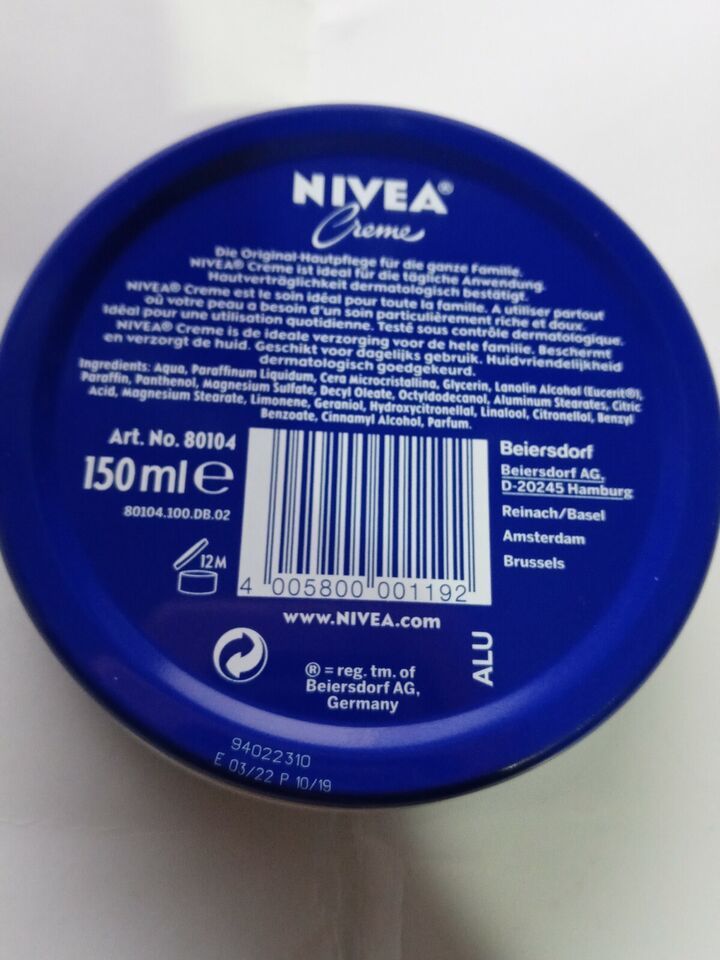 NIVEA®
Creme
Die Original-Hautpflege für die ganze Familie.
NIVEA® Creme ist ideal für die tägliche Anwendung.
Hautverträglichkeit dermatologisch bestätigt.
NIVEA® Creme est le soin idéal pour toute la famille. A utiliser partout
où votre peau a besoin d'un soin particulièrement riche et doux.
Idéal pour une utilisation quotidienne. Testé sous contrôle dermatologique.
NIVEA® Creme is de ideale verzorging voor de hele familie. Beschermt
en verzorgt de huid. Geschikt voor dagelijks gebruik. Huidvriendelijkheid
dermatologisch goedgekeurd.
Ingredients: Aqua, Paraffinum Liquidum, Cera Microcristallina, Glycerin, Lanolin Alcohol (Eucerit®),
Paraffin, Panthenol, Magnesium Sulfate, Decyl Oleate, Octyldodecanol, Aluminum Stearates, Citric
Acid, Magnesium Stearate, Limonene, Geraniol, Hydroxycitronellal, Linalool, Citronellol, Benzyl
Benzoate, Cinnamyl Alcohol, Parfum.
Art. No. 80104
150 ml e
80104.100.DB.02
12M
4 005800 001192
Beiersdorf
Beiersdorf AG,
D-20245 Hamburg
Reinach/Basel
Amsterdam
Brussels
www.NIVEA.com
® = reg. tm. of
Beiersdorf AG,
Germany
ALU
94022310
E 03/22 P 10/19